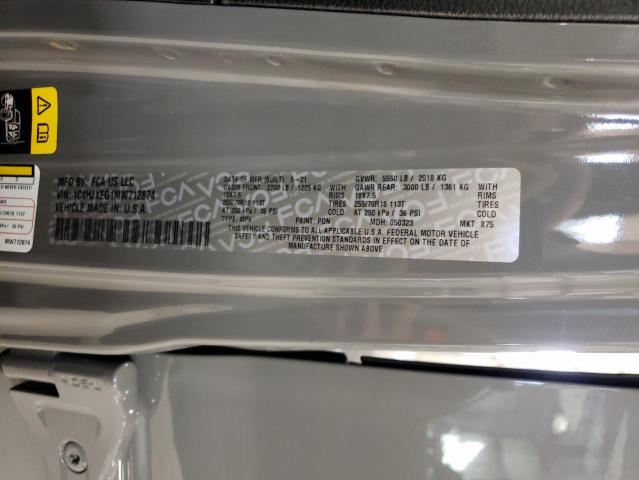 MFD BY: FCA US LLC
VIN: 1C4HJXEG1MW712874
VEHICLE MADE IN U.S.A.
DATE OF MFR (BUILT): 5-21
GAWR FRONT: 2700 LB / 1225 KG
WITH
18X7.5
RIMS
255/70R18 113T
TIRES
AT 250 kPa / 36 PSI
COLD
GVWR: 5550 LB / 2518 KG
GAWR REAR: 3000 LB / 1361 KG
WITH
18X7.5
RIMS
255/70R18 113T
TIRES
AT 250 kPa / 36 PSI
COLD
TYPE: MPV
PAINT: PDN
MDH: 050323
MKT: 875
THIS VEHICLE CONFORMS TO ALL APPLICABLE U.S.A. FEDERAL MOTOR VEHICLE
SAFETY AND THEFT PREVENTION STANDARDS IN EFFECT ON THE DATE OF
MANUFACTURE SHOWN ABOVE
MW712874